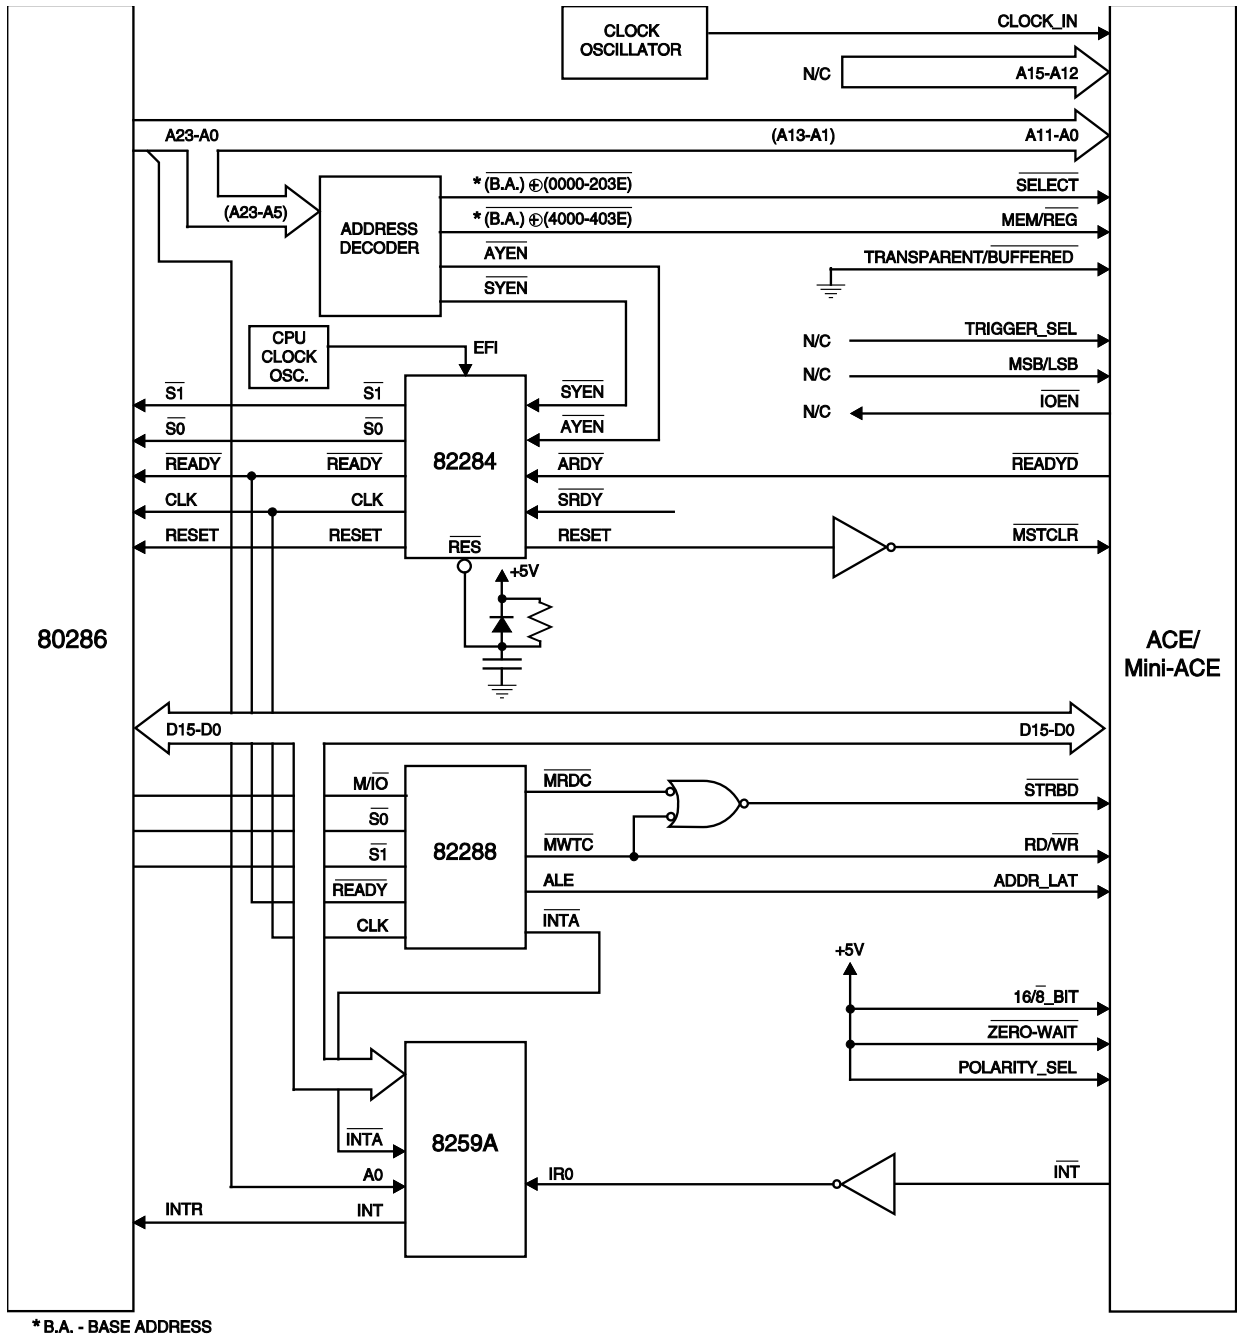 CLOCK
OSCILLATOR
CLOCK_IN
N/C
A15-A12
A23-A0
(A13-A1)
A11-A0
(A23-A5)
ADDRESS
DECODER
* (B.A.) ⊕(0000-203E)
SELECT
* (B.A.) ⊕(4000-403E)
MEM/REG
AYEN
TRANSPARENT/BUFFERED
SYEN
CPU
CLOCK
OSC.
EFI
N/C
TRIGGER_SEL
N/C
MSB/LSB
N/C
IOEN
S1
S1
SYEN
S0
S0
AYEN
82284
READY
READY
ARDY
READYD
CLK
CLK
SRDY
RESET
RESET
RES
RESET
MSTCLR
+5V
80286
ACE/
Mini-ACE
D15-D0
D15-D0
M/IO
MRDC
STRBD
S0
82288
S1
MWTC
RD/WR
READY
ALE
ADDR_LAT
CLK
INTA
+5V
16/8_BIT
ZERO-WAIT
POLARITY_SEL
INTA
8259A
A0
IR0
INT
INTR
INT
* B.A. - BASE ADDRESS